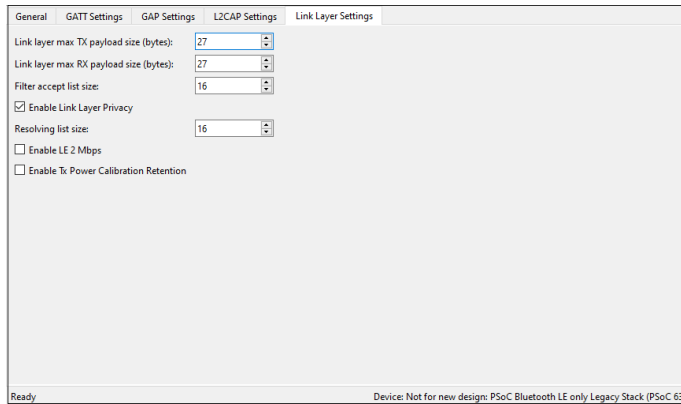 General GATT Settings GAP Settings L2CAP Settings Link Layer Settings
Link layer max TX payload size (bytes): 27
Link layer max RX payload size (bytes): 27
Filter accept list size: 16
Enable Link Layer Privacy
Resolving list size: 16
Enable LE 2 Mbps
Enable Tx Power Calibration Retention
Ready Device: Not for new design: PSoC Bluetooth LE only Legacy Stack (PSoC 63